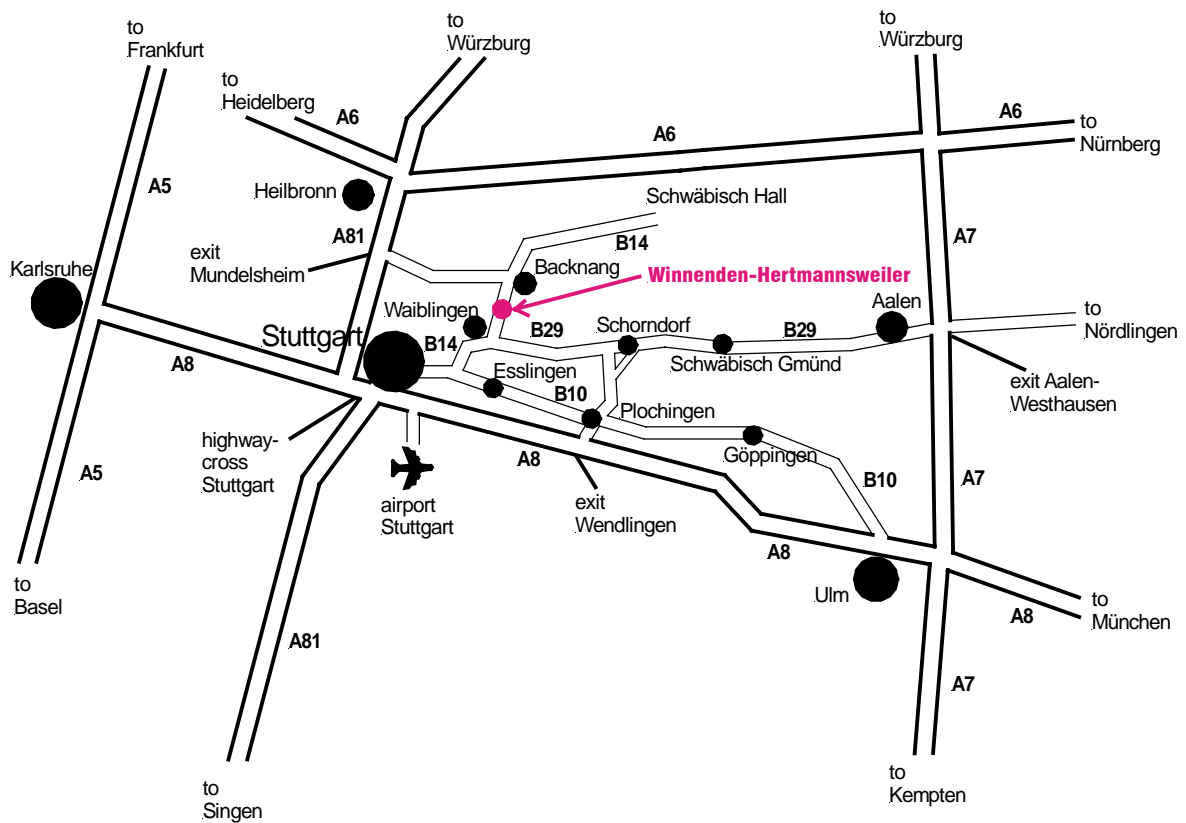 to
Frankfurt
to
Würzburg
to
Würzburg
to
Heidelberg
A6
A6
A6
to
Nürnberg
A5
Heilbronn
Schwäbisch Hall
A81
B14
A7
exit
Mundelsheim
Karlsruhe
Backnang
Winnenden-Hertmannsweiler
Waiblingen
Aalen
to
Nördlingen
Stuttgart
B14
B29
Schorndorf
B29
A8
Esslingen
Schwäbisch Gmünd
exit Aalen-
Westhausen
B10
Plochingen
highway-
cross
Stuttgart
A8
Göppingen
B10
A7
A5
airport
Stuttgart
exit
Wendlingen
A8
to
Basel
Ulm
to
München
A8
A81
A7
to
Singen
to
Kempten